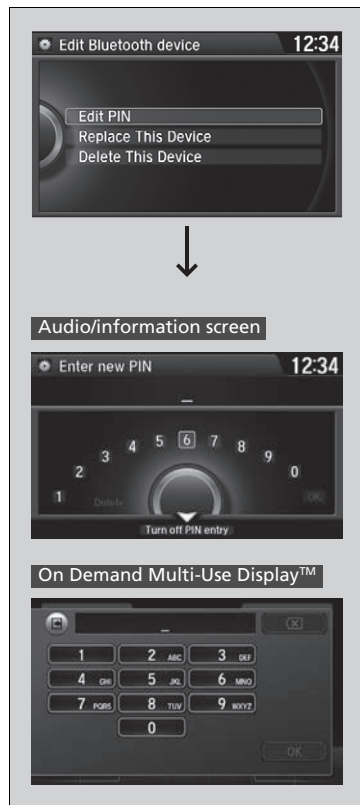 Edit Bluetooth device 12:34
Edit PIN
Replace This Device
Delete This Device
Audio/information screen
Enter new PIN 12:34
_
1 2 3 4 5 6 7 8 9 0
Delete OK
Turn off PIN entry
On Demand Multi-Use Display™
_
1 2 ABC 3 DEF
4 GHI 5 JKL 6 MNO
7 PQRS 8 TUV 9 WXYZ
0
OK